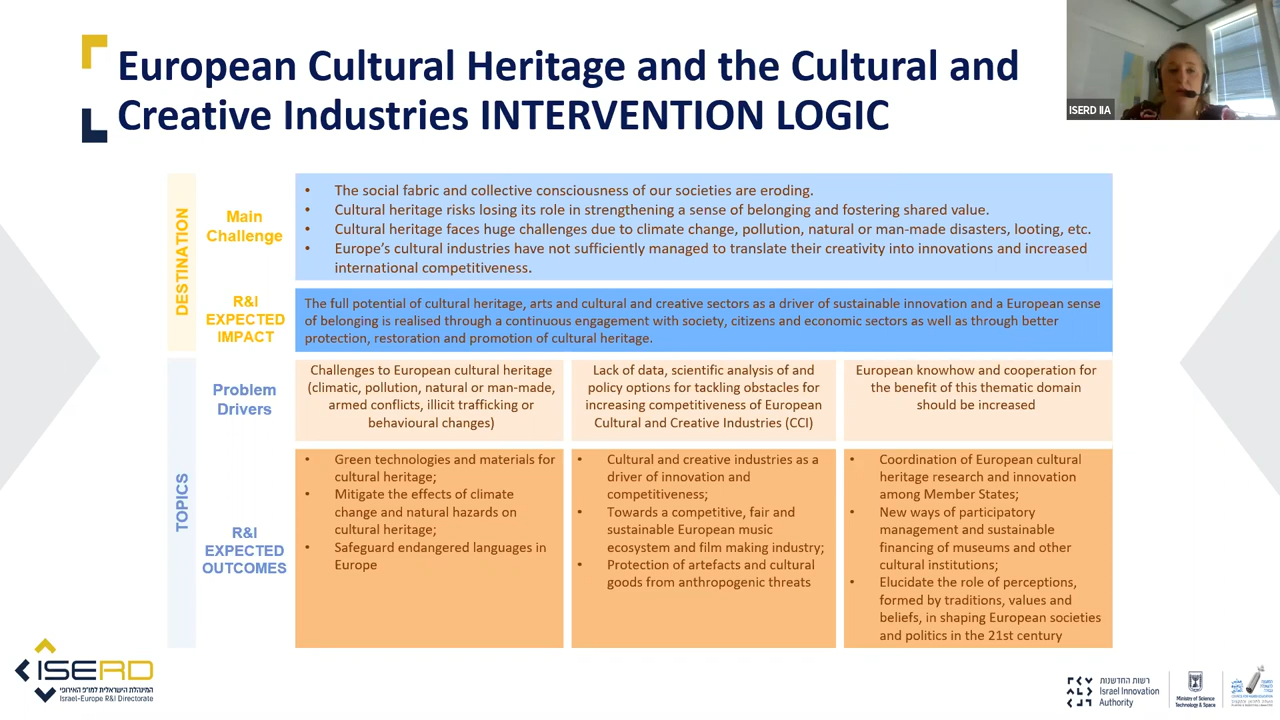 European Cultural Heritage and the Cultural and
Creative Industries INTERVENTION LOGIC
ISERD IIA
DESTINATION
Main
Challenge
• The social fabric and collective consciousness of our societies are eroding.
• Cultural heritage risks losing its role in strengthening a sense of belonging and fostering shared value.
• Cultural heritage faces huge challenges due to climate change, pollution, natural or man-made disasters, looting, etc.
• Europe's cultural industries have not sufficiently managed to translate their creativity into innovations and increased
international competitiveness.
R&I
EXPECTED
IMPACT
The full potential of cultural heritage, arts and cultural and creative sectors as a driver of sustainable innovation and a European sense
of belonging is realised through a continuous engagement with society, citizens and economic sectors as well as through better
protection, restoration and promotion of cultural heritage.
TOPICS
Problem
Drivers
Challenges to European cultural heritage
(climatic, pollution, natural or man-made,
armed conflicts, illicit trafficking or
behavioural changes)
Lack of data, scientific analysis of and
policy options for tackling obstacles for
increasing competitiveness of European
Cultural and Creative Industries (CCI)
European knowhow and cooperation for
the benefit of this thematic domain
should be increased
R&I
EXPECTED
OUTCOMES
• Green technologies and materials for
cultural heritage;
• Mitigate the effects of climate
change and natural hazards on
cultural heritage;
• Safeguard endangered languages in
Europe
• Cultural and creative industries as a
driver of innovation and
competitiveness;
• Towards a competitive, fair and
sustainable European music
ecosystem and film making industry;
• Protection of artefacts and cultural
goods from anthropogenic threats
• Coordination of European cultural
heritage research and innovation
among Member States;
• New ways of participatory
management and sustainable
financing of museums and other
cultural institutions;
• Elucidate the role of perceptions,
formed by traditions, values and
beliefs, in shaping European societies
and politics in the 21st century
ISERD
המינהלת הישראלית למו"פ האירופי
Israel-Europe R&I Directorate
רשות החדשנות
Israel Innovation
Authority
Ministry of Science
Technology & Space